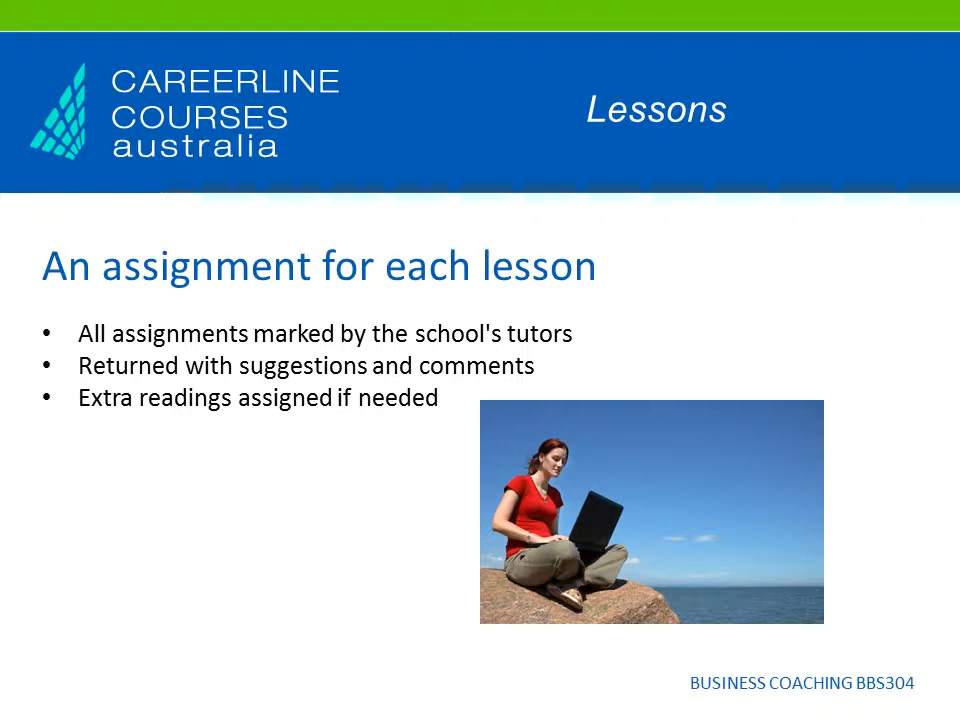 CAREERLINE
COURSES
australia
Lessons
An assignment for each lesson
• All assignments marked by the school's tutors
• Returned with suggestions and comments
• Extra readings assigned if needed
BUSINESS COACHING BBS304